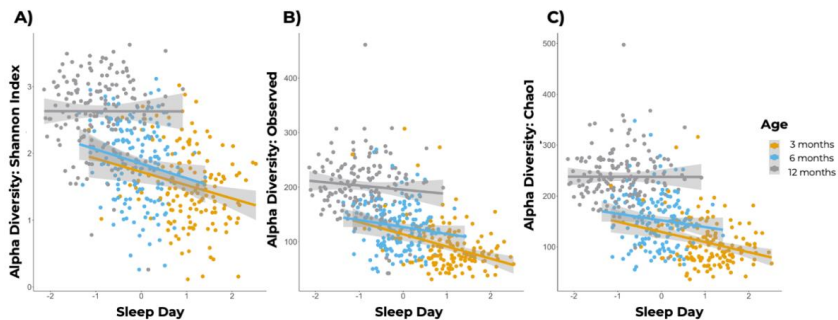 A)
B)
C)
Alpha Diversity: Shannon Index
3
2
1
0
-2 -1 0 1 2
Sleep Day
Alpha Diversity: Observed
400
300
200
100
-2 -1 0 1 2
Sleep Day
Alpha Diversity: Chao1
500
400
300
200
100
-2 -1 0 1 2
Sleep Day
Age
3 months
6 months
12 months